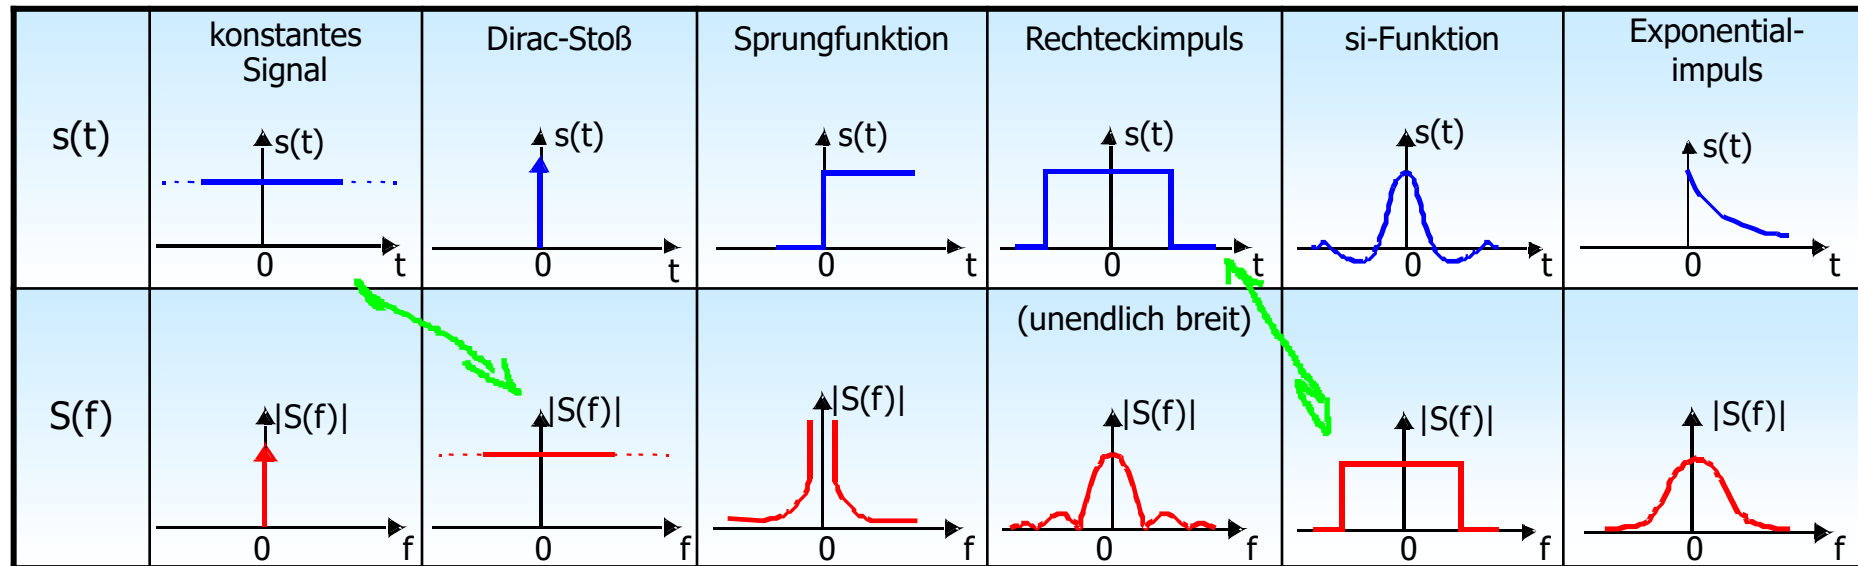 konstantes
Signal
Dirac-Stoß
Sprungfunktion
Rechteckimpuls
si-Funktion
Exponential-
impuls
s(t)
s(t)
0
t
s(t)
0
t
s(t)
0
t
s(t)
0
t
s(t)
0
t
s(t)
0
t
S(f)
|S(f)|
0
f
|S(f)|
0
f
|S(f)|
0
f
(unendlich breit)
|S(f)|
0
f
|S(f)|
0
f
|S(f)|
0
f